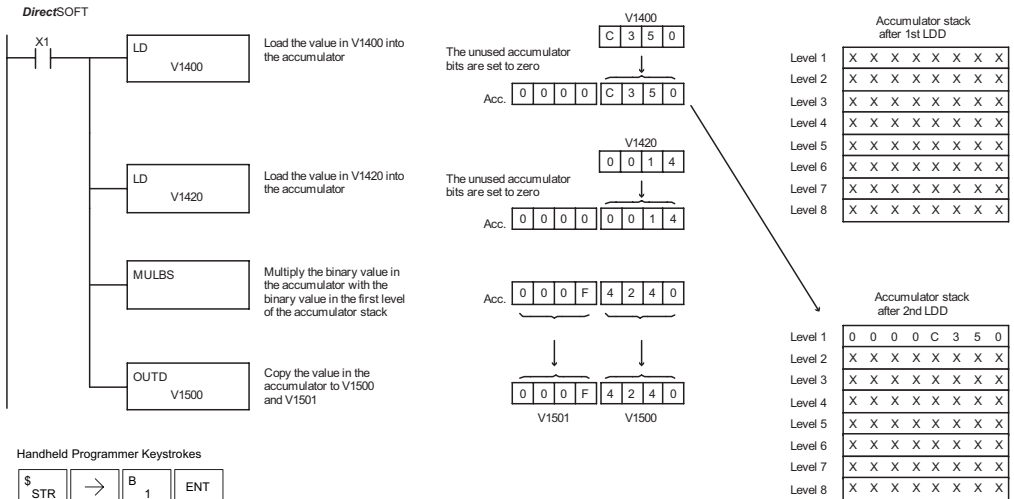 DirectSOFT
X1
LD
V1400
Load the value in V1400 into
the accumulator
LD
V1420
Load the value in V1420 into
the accumulator
MULBS
Multiply the binary value in
the accumulator with the
binary value in the first level
of the accumulator stack
OUTD
V1500
Copy the value in the
accumulator to V1500
and V1501
V1400
C 3 5 0
The unused accumulator
bits are set to zero
Acc. 0 0 0 0 C 3 5 0
V1420
0 0 1 4
The unused accumulator
bits are set to zero
Acc. 0 0 0 0 0 0 1 4
Acc. 0 0 0 F 4 2 4 0
0 0 0 F 4 2 4 0
V1501 V1500
Accumulator stack
after 1st LDD
Level 1 X X X X X X X X
Level 2 X X X X X X X X
Level 3 X X X X X X X X
Level 4 X X X X X X X X
Level 5 X X X X X X X X
Level 6 X X X X X X X X
Level 7 X X X X X X X X
Level 8 X X X X X X X X
Accumulator stack
after 2nd LDD
Level 1 0 0 0 0 C 3 5 0
Level 2 X X X X X X X X
Level 3 X X X X X X X X
Level 4 X X X X X X X X
Level 5 X X X X X X X X
Level 6 X X X X X X X X
Level 7 X X X X X X X X
Level 8 X X X X X X X X
Handheld Programmer Keystrokes
$ STR → B 1 ENT